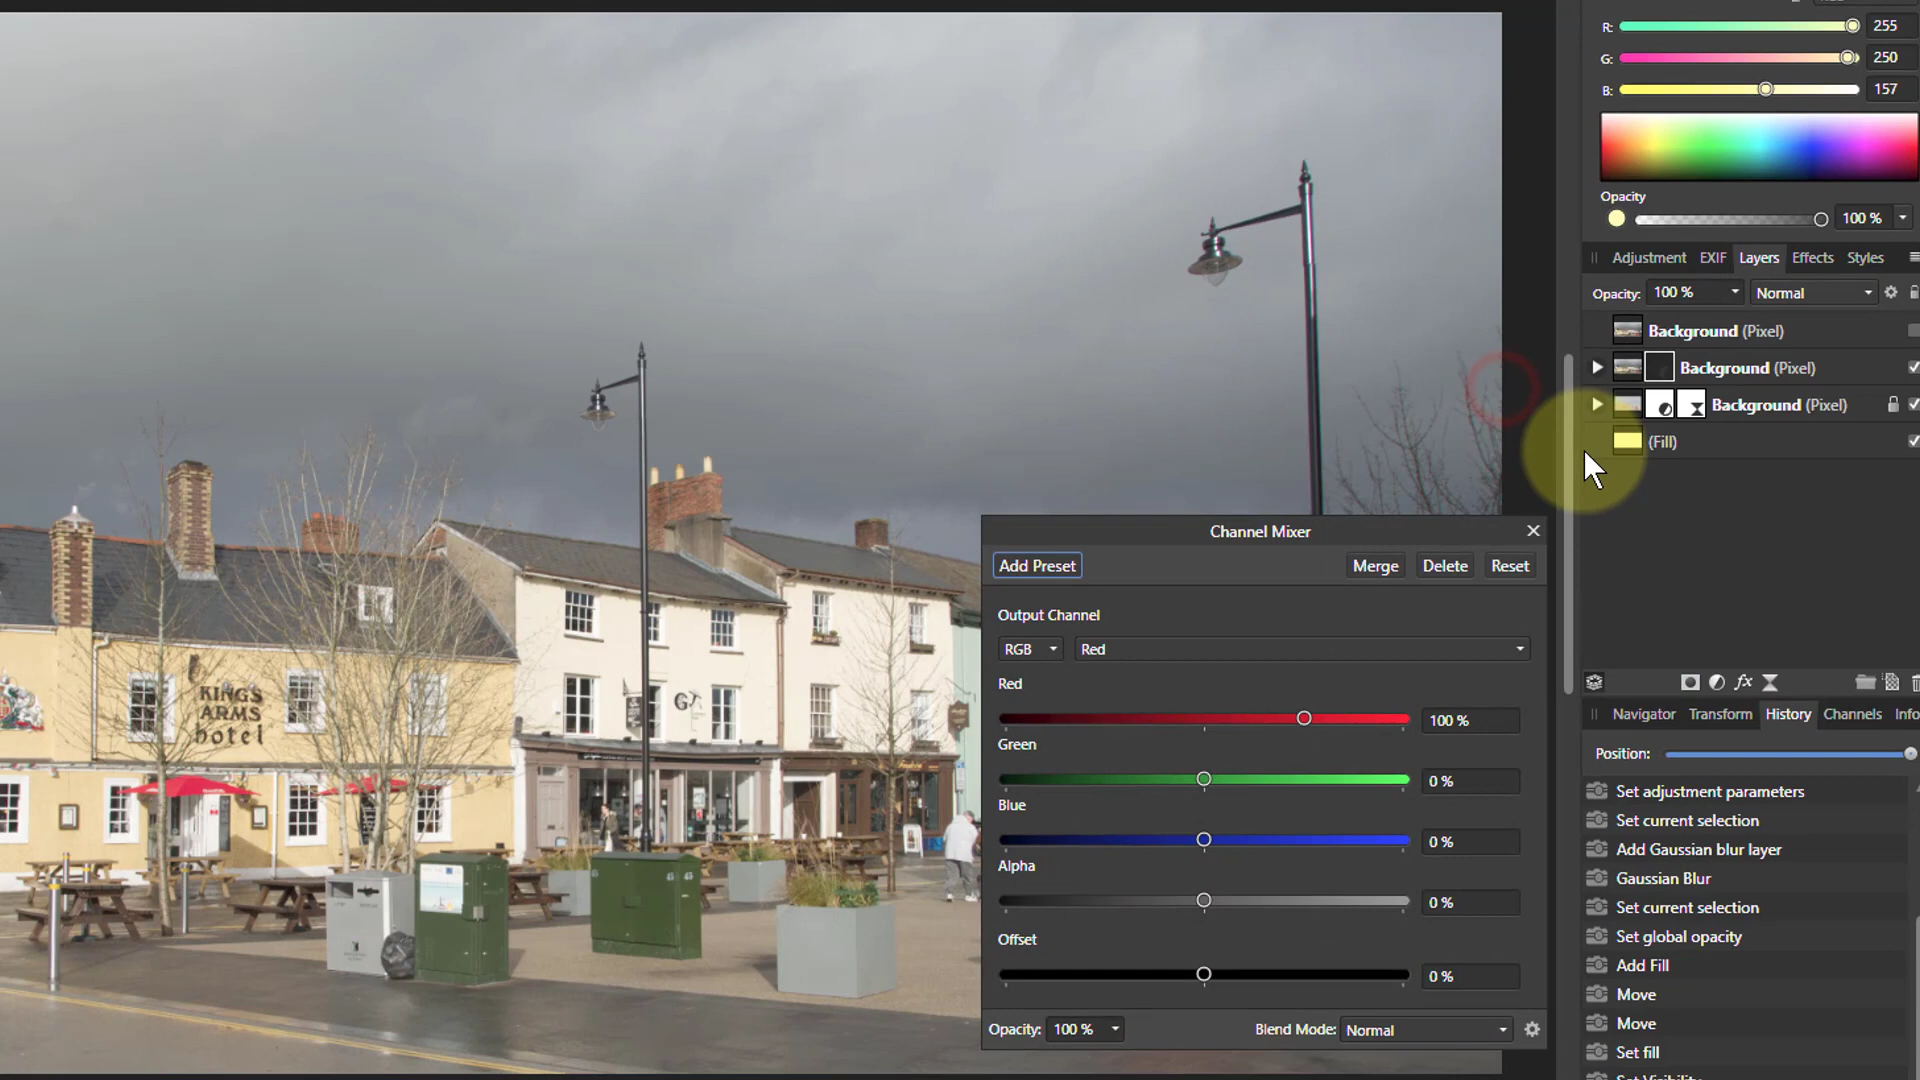 R: 255
G: 250
B: 157
Opacity
100 %
Adjustment EXIF Layers Effects Styles
Opacity: 100 % Normal
Background (Pixel)
Background (Pixel)
Background (Pixel)
(Fill)
Channel Mixer
Add Preset Merge Delete Reset
Output Channel
RGB Red
Red
100 %
Green
0 %
Blue
0 %
Alpha
0 %
Offset
0 %
Opacity: 100 % Blend Mode: Normal
fx
Navigator Transform History Channels Info
Position:
Set adjustment parameters
Set current selection
Add Gaussian blur layer
Gaussian Blur
Set current selection
Set global opacity
Add Fill
Move
Move
Set fill
Set Visibility
KING'S
ARMS
hotel
G